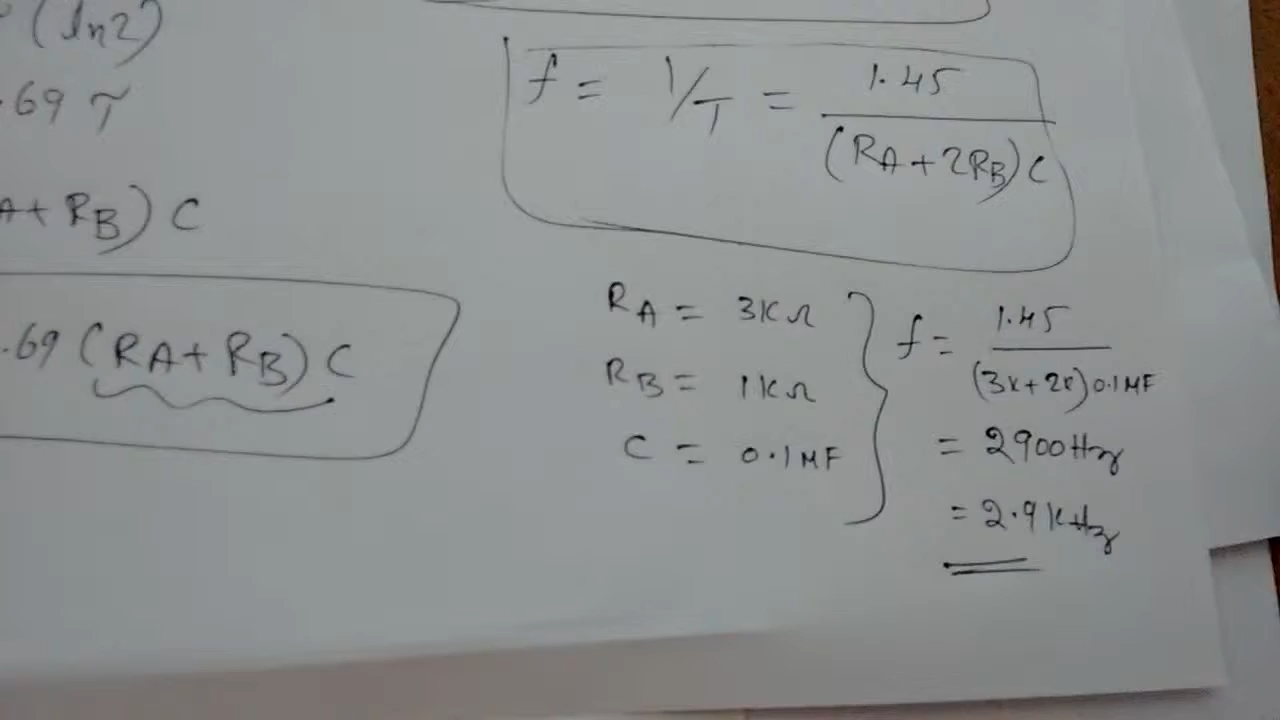 (ln2)
.69 τ
A + RB) C
.69 (RA + RB) C
f = 1/T = 1.45 / (RA + 2RB) C
RA = 3KΩ
RB = 1KΩ
C = 0.1MF
f = 1.45 / (3K + 2K) 0.1MF
= 2900Hz
= 2.9KHz